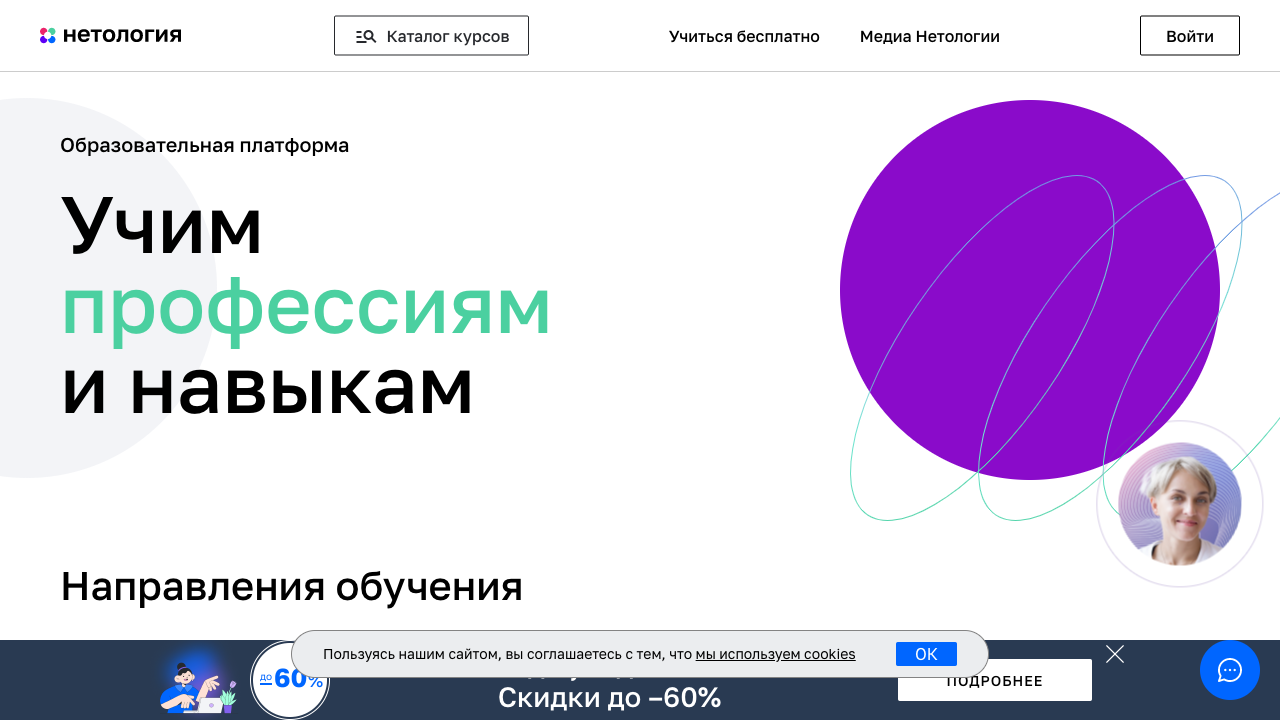 нетология
Каталог курсов
Учиться бесплатно
Медиа Нетологии
Войти
Образовательная платформа
Учим
профессиям
и навыкам
Направления обучения
Пользуясь нашим сайтом, вы соглашаетесь с тем, что мы используем cookies
ОК
до 60%
Скидки до –60%
ПОДРОБНЕЕ